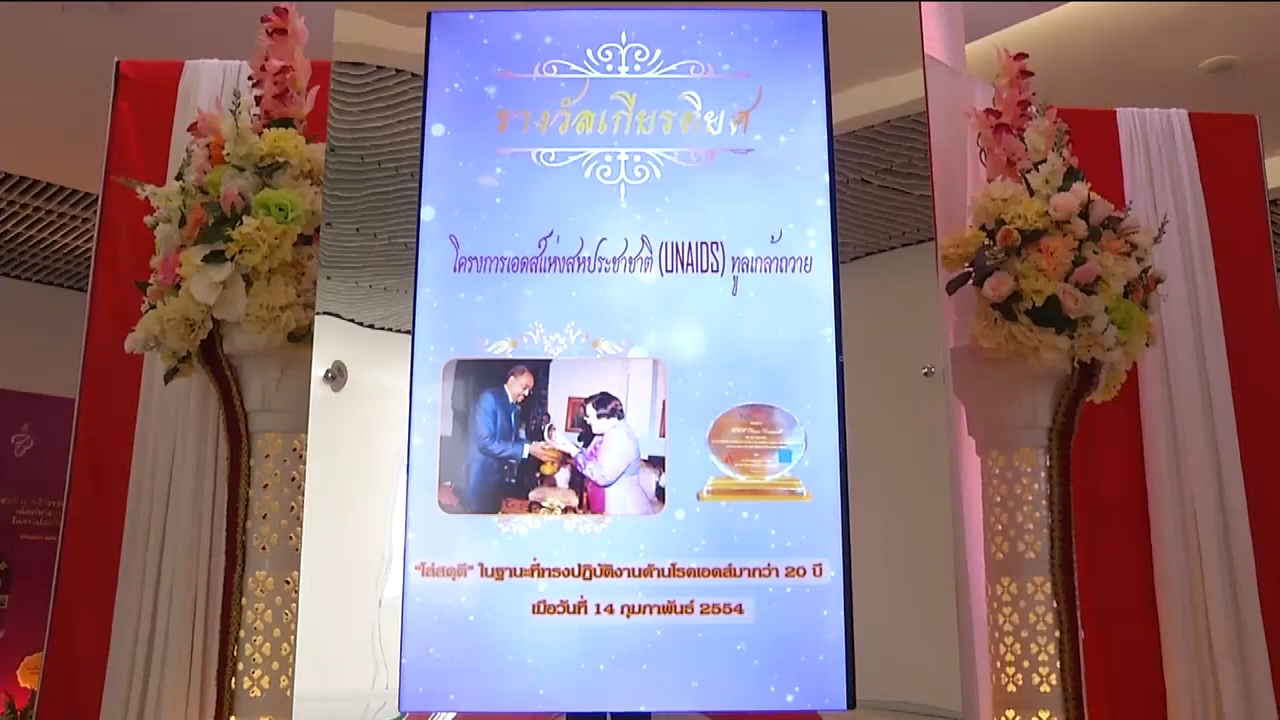 รางวัลเกียรติยศ
โครงการเอดส์แห่งสหประชาชาติ (UNAIDS) ทูลเกล้าถวาย
“โล่สดุดี” ในฐานะที่ทรงปฏิบัติงานด้านโรคเอดส์มากว่า 20 ปี
เมื่อวันที่ 14 กุมภาพันธ์ 2554